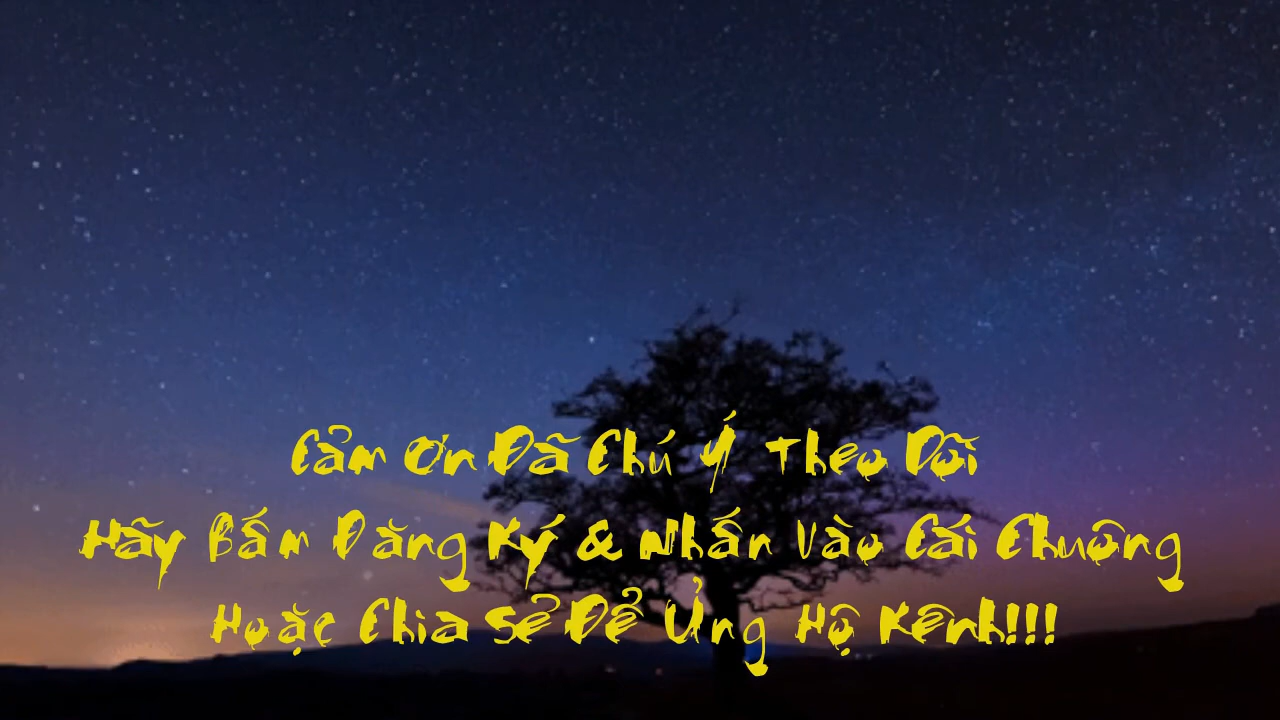 Cảm Ơn Đã Chú Ý Theo Dõi
Hãy Bấm Đăng Ký & Nhấn Vào Cái Chuông
Hoặc Chia Sẻ Để Ủng Hộ Kênh!!!